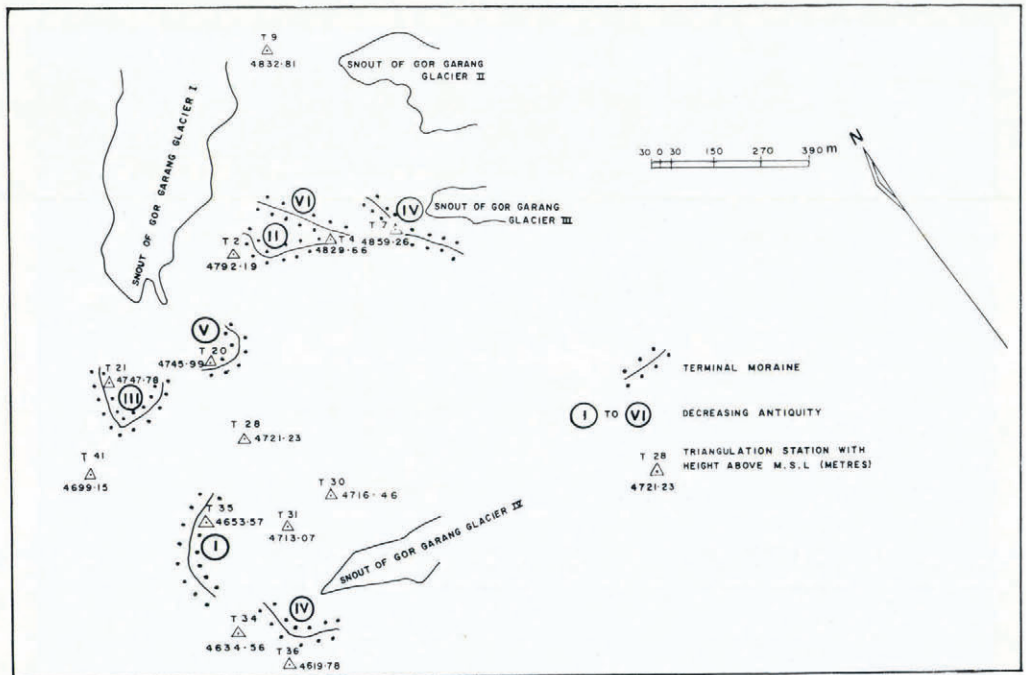 T 9
4832·81
SNOUT OF GOR GARANG
GLACIER II
SNOUT OF GOR GARANG GLACIER I
N
30 0 30 150 270 390 m
VI
IV
SNOUT OF GOR GARANG
GLACIER III
II
T 7
4859·26
T 2
4792·19
T 4
4829·66
V
T 20
4745·99
T 21
4747·78
III
TERMINAL MORAINE
I TO VI DECREASING ANTIQUITY
T 28
4721·23
T 28
4721·23
TRIANGULATION STATION WITH
HEIGHT ABOVE M.S.L (METRES)
T 41
4699·15
T 30
4716·46
T 35
4653·57
T 31
4713·07
I
SNOUT OF GOR GARANG GLACIER IV
IV
T 34
4634·56
T 36
4619·78